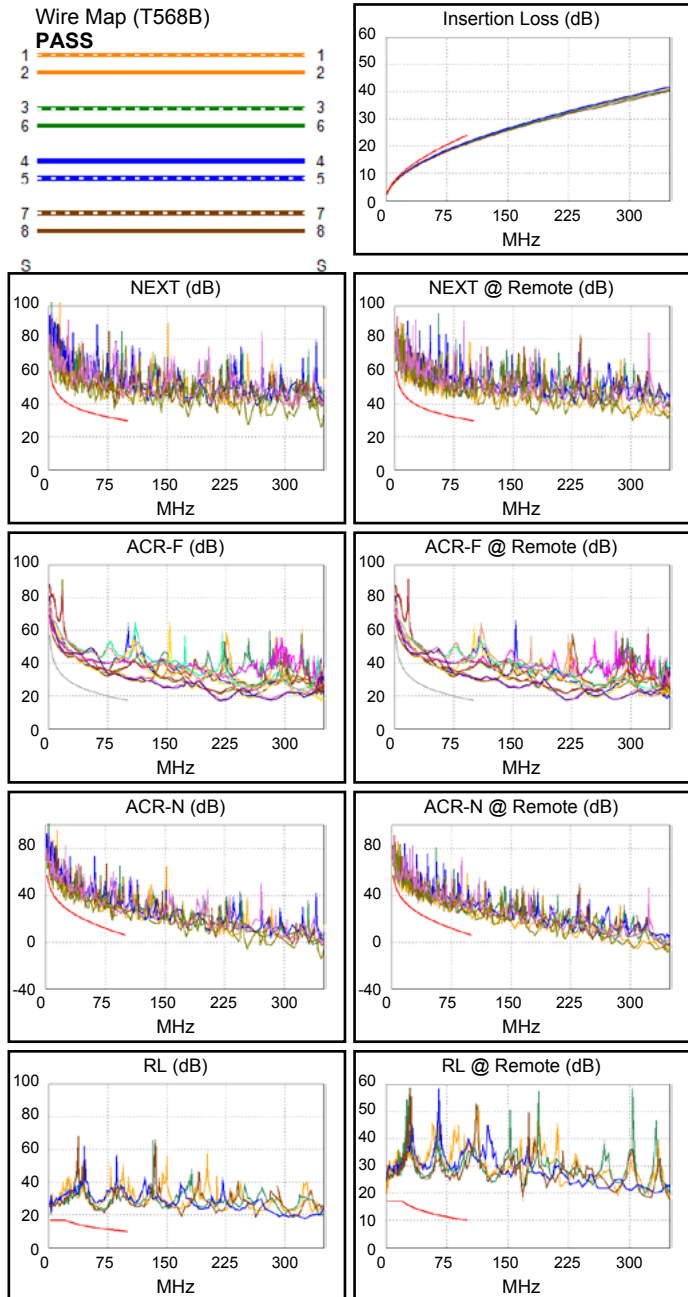 Wire Map (T568B)
PASS
1 1
2 2
3 3
6 6
4 4
5 5
7 7
8 8
S S
Insertion Loss (dB)
60
50
40
30
20
10
0
0 75 150 225 300
MHz
NEXT (dB)
100
80
60
40
20
0
0 75 150 225 300
MHz
NEXT @ Remote (dB)
100
80
60
40
20
0
0 75 150 225 300
MHz
ACR-F (dB)
100
80
60
40
20
0
0 75 150 225 300
MHz
ACR-F @ Remote (dB)
100
80
60
40
20
0
0 75 150 225 300
MHz
ACR-N (dB)
80
40
0
-40
0 75 150 225 300
MHz
ACR-N @ Remote (dB)
80
40
0
-40
0 75 150 225 300
MHz
RL (dB)
100
80
60
40
20
0
0 75 150 225 300
MHz
RL @ Remote (dB)
60
50
40
30
20
10
0
0 75 150 225 300
MHz